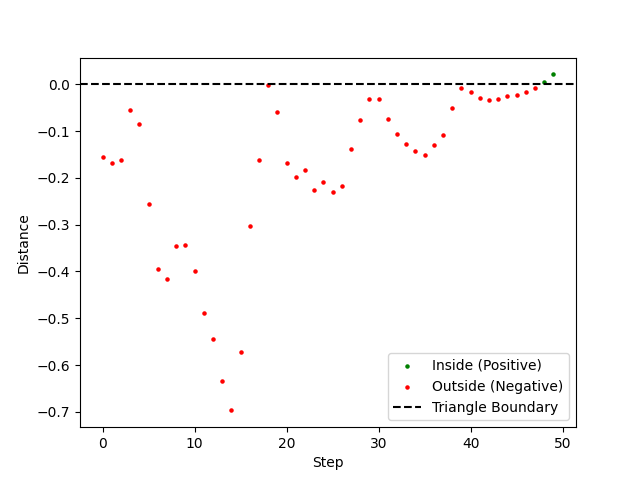 0.0
−0.1
−0.2
−0.3
−0.4
−0.5
−0.6
−0.7
Distance
Inside (Positive)
Outside (Negative)
Triangle Boundary
0 10 20 30 40 50
Step